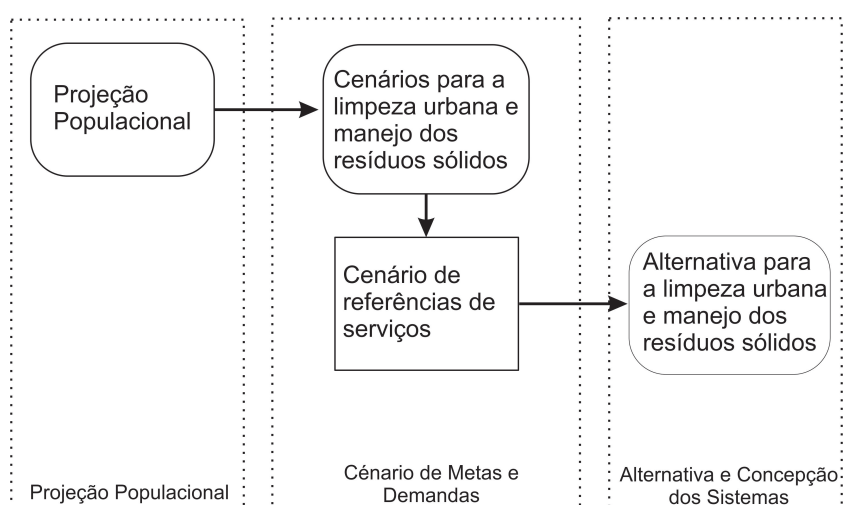 Projeção
Populacional
Cenários para a
limpeza urbana e
manejo dos
resíduos sólidos
Cenário de
referências de
serviços
Alternativa para
a limpeza urbana
e manejo dos
resíduos sólidos
Projeção Populacional
Cénario de Metas e
Demandas
Alternativa e Concepção
dos Sistemas